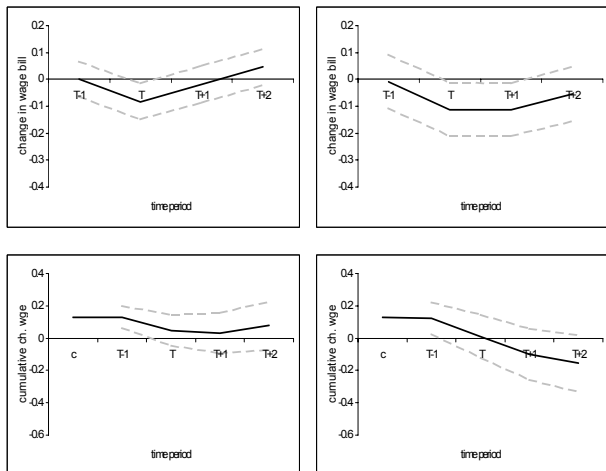 0.2
0.1
0
-0.1
-0.2
-0.3
-0.4
change in wage bill
T-1
T
T+1
T+2
time period
0.2
0.1
0
-0.1
-0.2
-0.3
-0.4
change in wage bill
T-1
T
T+1
T+2
time period
0.4
0.2
0
-0.2
-0.4
-0.6
cumulative ch. wge
c
T-1
T
T+1
T+2
time period
0.4
0.2
0
-0.2
-0.4
-0.6
cumulative ch. wge
c
T-1
T
T+1
T+2
time period